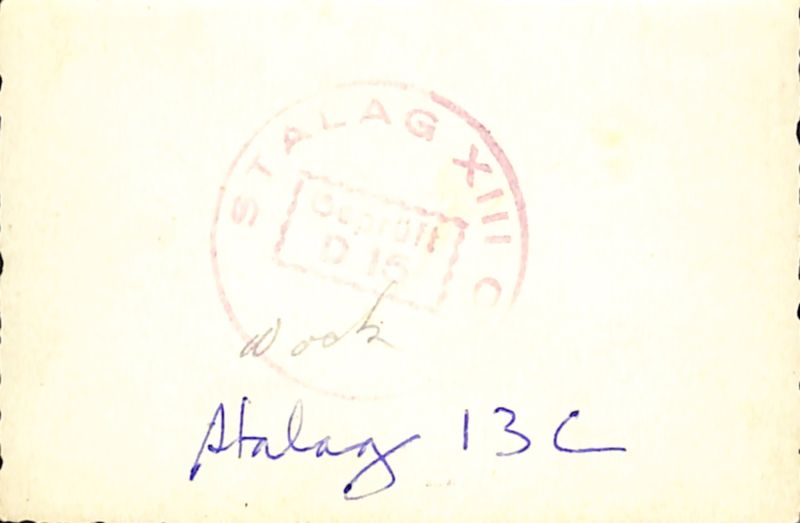 STALAG XIII C
Geprüft
D 15
Stalag 13 C